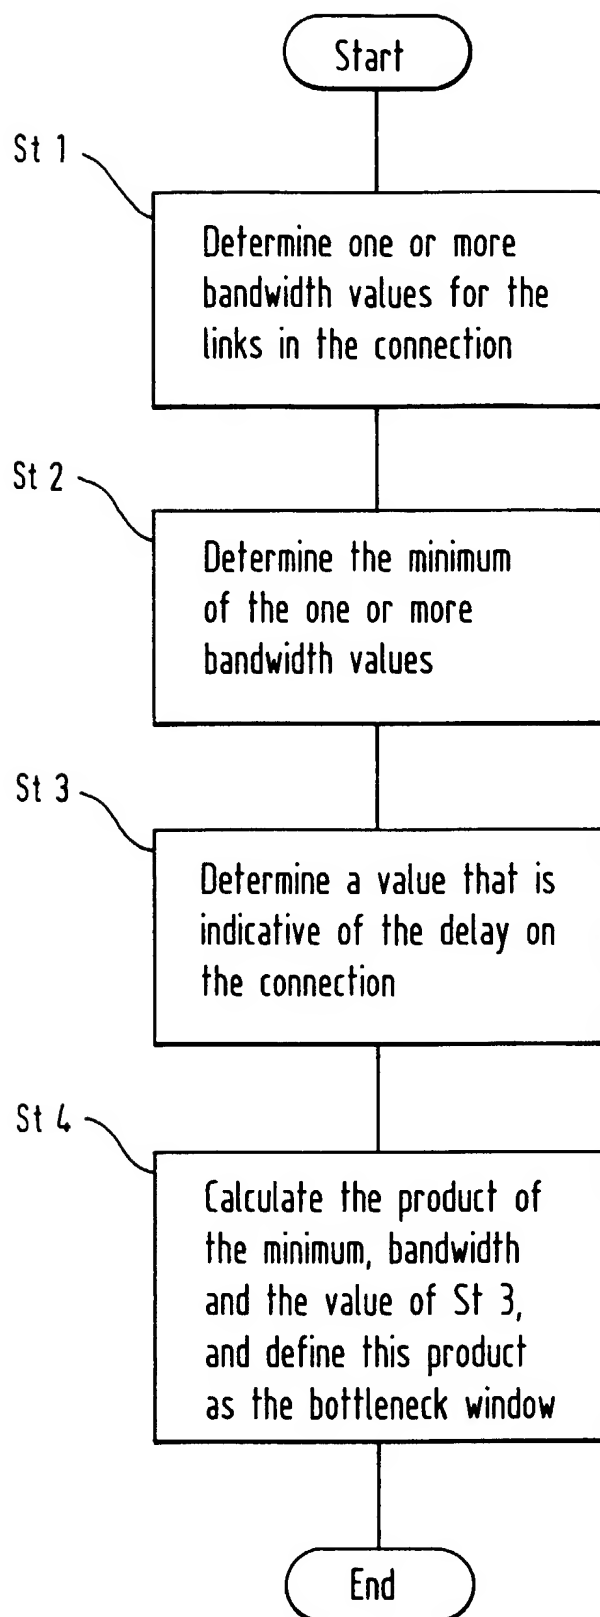 Start
St 1
Determine one or more
bandwidth values for the
links in the connection
St 2
Determine the minimum
of the one or more
bandwidth values
St 3
Determine a value that is
indicative of the delay on
the connection
St 4
Calculate the product of
the minimum, bandwidth
and the value of St 3,
and define this product
as the bottleneck window
End